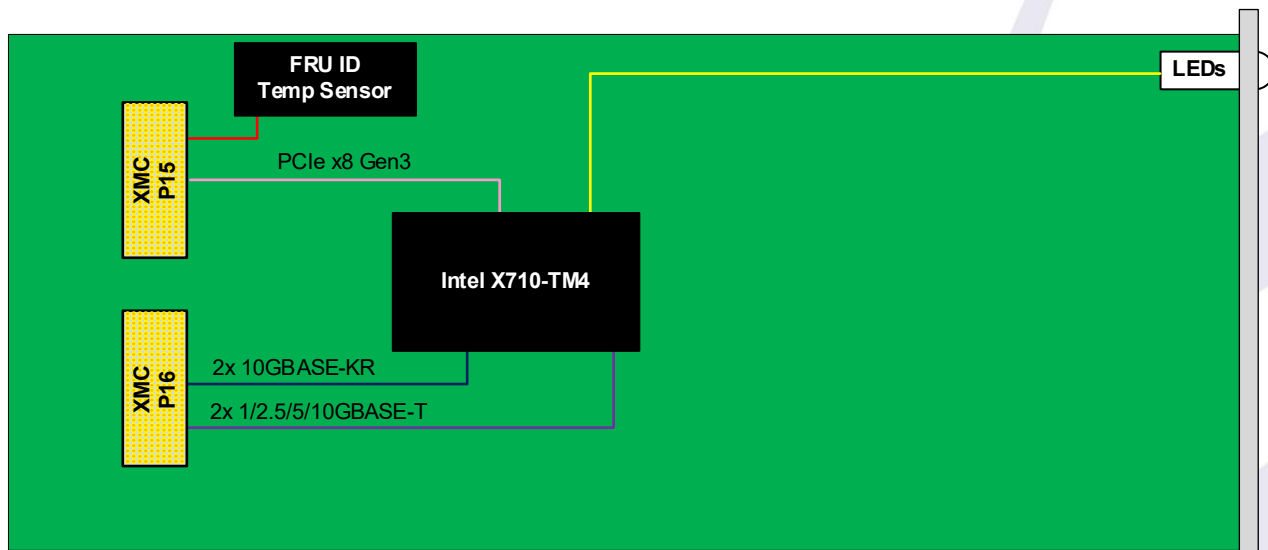 FRU ID
Temp Sensor
LEDs
XMC
P15
PCIe x8 Gen3
Intel X710-TM4
XMC
P16
2x 10GBASE-KR
2x 1/2.5/5/10GBASE-T